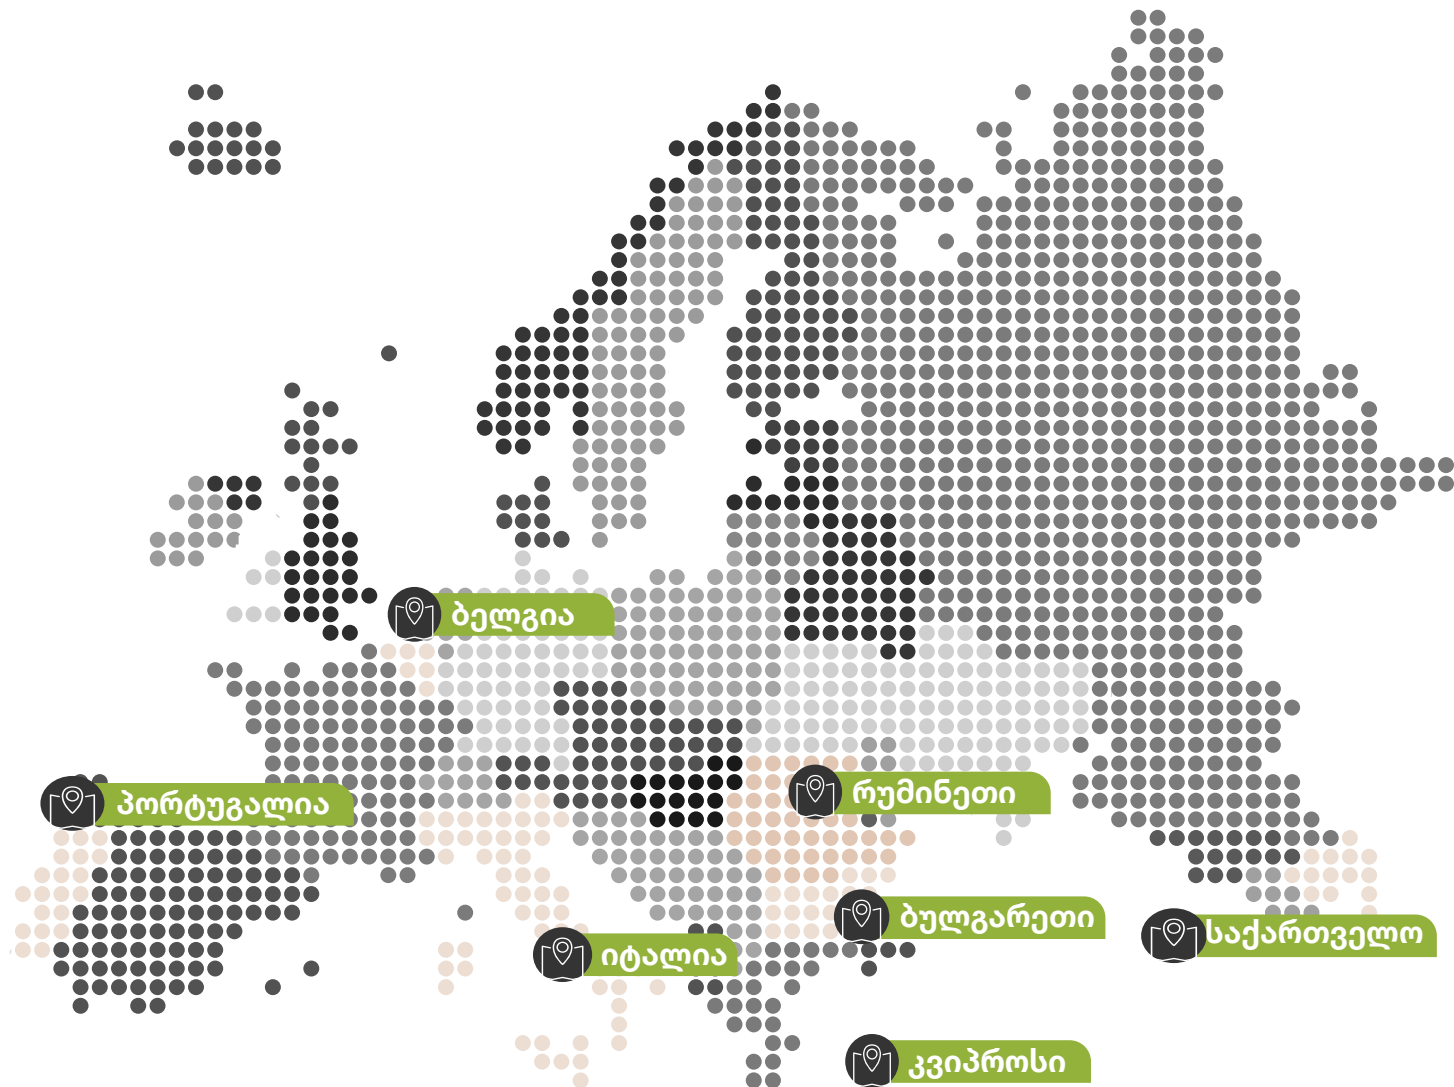 ბელგია
რუმინეთი
პორტუგალია
ბულგარეთი
საქართველო
იტალია
კვიპროსი